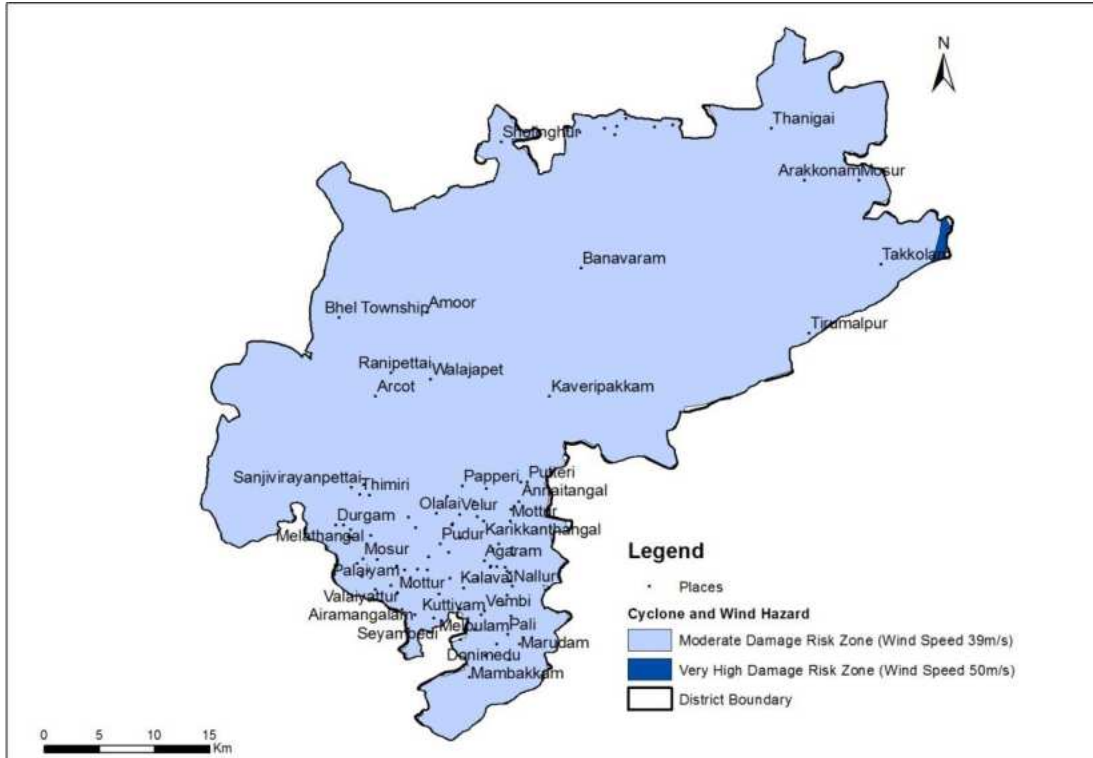 N
Thanigai
Sholinghur
Arakkonam Mosur
Takkolam
Banavaram
Bhel Township Amoor
Tirumalpur
Ranipettai
Walajapet
Arcot
Kaveripakkam
Sanjivirayanpettai
Thimiri
Papperi
Putteri
Annaitangal
Olalai Velur
Mottur
Durgam
Melathangal
Pudur
Karikkanthangal
Mosur
Agaram
Palaiyam
Mottur
Kalavai
Nallur
Valaiyattur
Kuttiyam
Vembi
Airamangalam
Seyambedi
Melpulam
Pali
Marudam
Donimedu
Mambakkam
Legend
Places
Cyclone and Wind Hazard
Moderate Damage Risk Zone (Wind Speed 39m/s)
Very High Damage Risk Zone (Wind Speed 50m/s)
District Boundary
0 5 10 15
Km